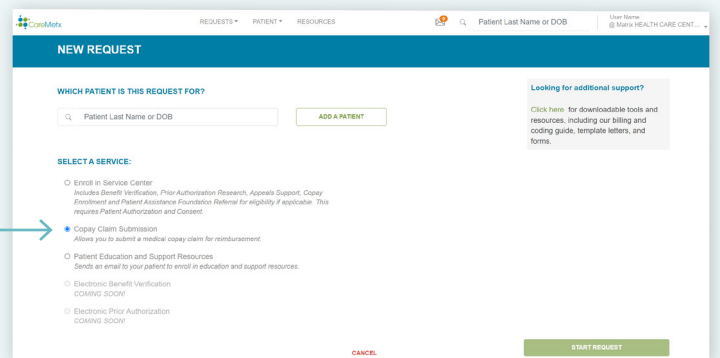 CareMetx
REQUESTS
PATIENT
RESOURCES
Patient Last Name or DOB
User Name
@ Matrix HEALTH CARE CENT...
NEW REQUEST
WHICH PATIENT IS THIS REQUEST FOR?
Patient Last Name or DOB
ADD A PATIENT
Looking for additional support?
Click here for downloadable tools and
resources, including our billing and
coding guide, template letters, and
forms.
SELECT A SERVICE:
Enroll in Service Center
Includes Benefit Verification, Prior Authorization Research, Appeals Support, Copay
Enrollment and Patient Assistance Foundation Referral for eligibility if applicable. This
requires Patient Authorization and Consent.
Copay Claim Submission
Allows you to submit a medical copay claim for reimbursement.
Patient Education and Support Resources
Sends an email to your patient to enroll in education and support resources.
Electronic Benefit Verification
COMING SOON!
Electronic Prior Authorization
COMING SOON!
CANCEL
START REQUEST